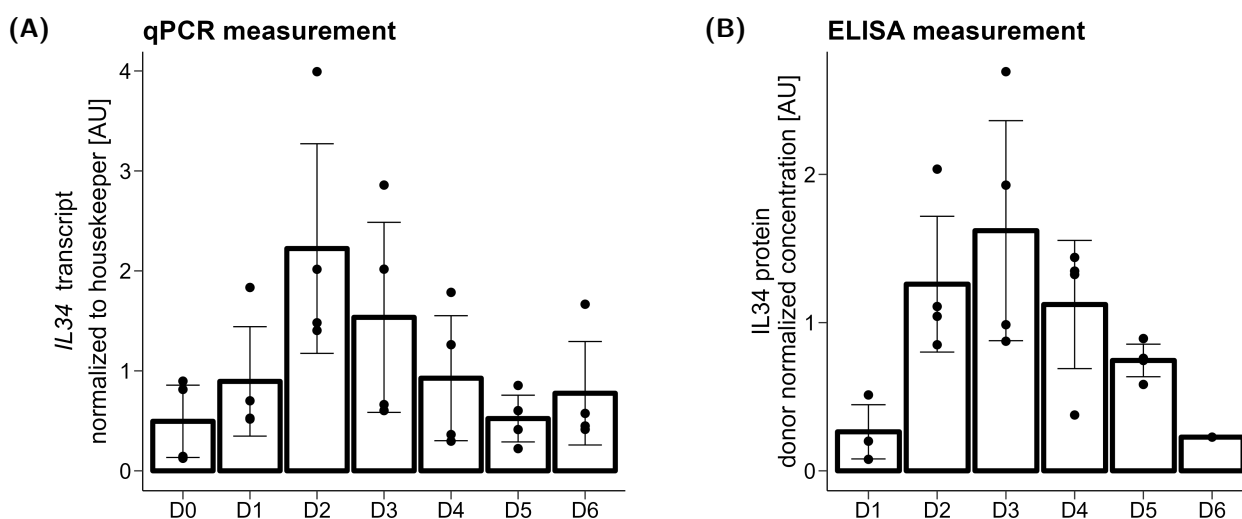 (A)
qPCR measurement
IL34 transcript
normalized to housekeeper [AU]
4
3
2
1
0
D0 D1 D2 D3 D4 D5 D6
(B)
ELISA measurement
IL34 protein
donor normalized concentration [AU]
2
1
0
D1 D2 D3 D4 D5 D6